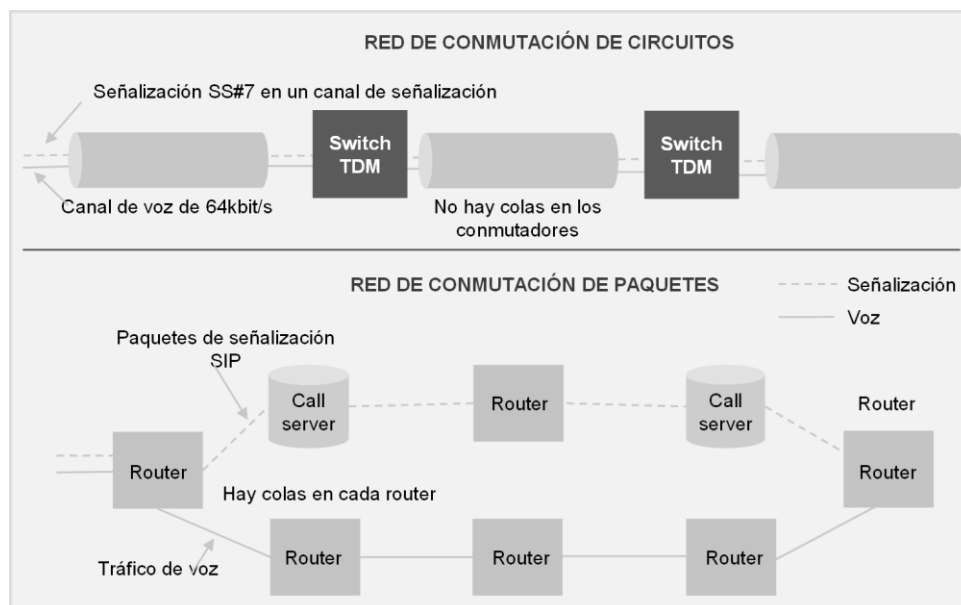 RED DE CONMUTACIÓN DE CIRCUITOS
Señalización SS#7 en un canal de señalización
Switch
TDM
Switch
TDM
Canal de voz de 64kbit/s
No hay colas en los
conmutadores
RED DE CONMUTACIÓN DE PAQUETES
Señalización
Voz
Paquetes de señalización
SIP
Call
server
Router
Call
server
Router
Router
Router
Hay colas en cada router
Router
Router
Router
Tráfico de voz